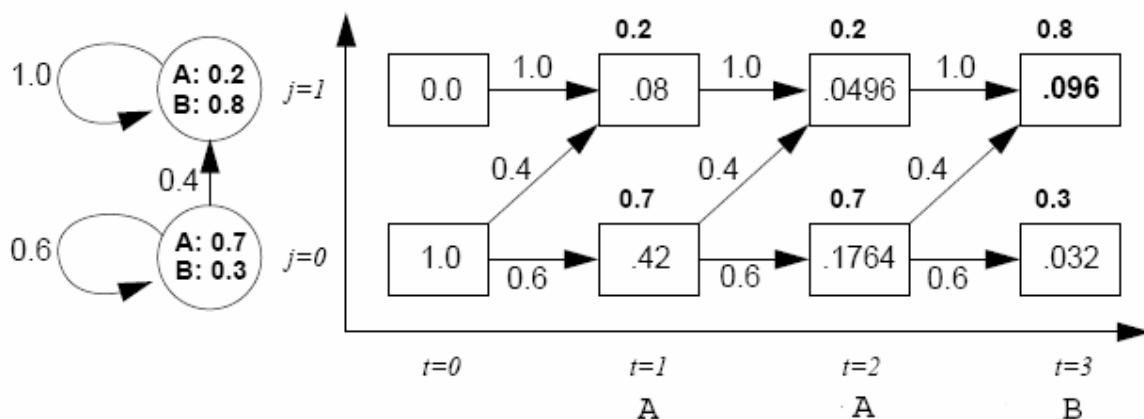 1.0
A: 0.2
B: 0.8
0.4
0.6
A: 0.7
B: 0.3
0.2 0.2 0.8
j=1 0.0 1.0 .08 1.0 .0496 1.0 .096
0.4 0.4 0.4
0.7 0.7 0.3
j=0 1.0 0.6 .42 0.6 .1764 0.6 .032
t=0 t=1 t=2 t=3
A A B